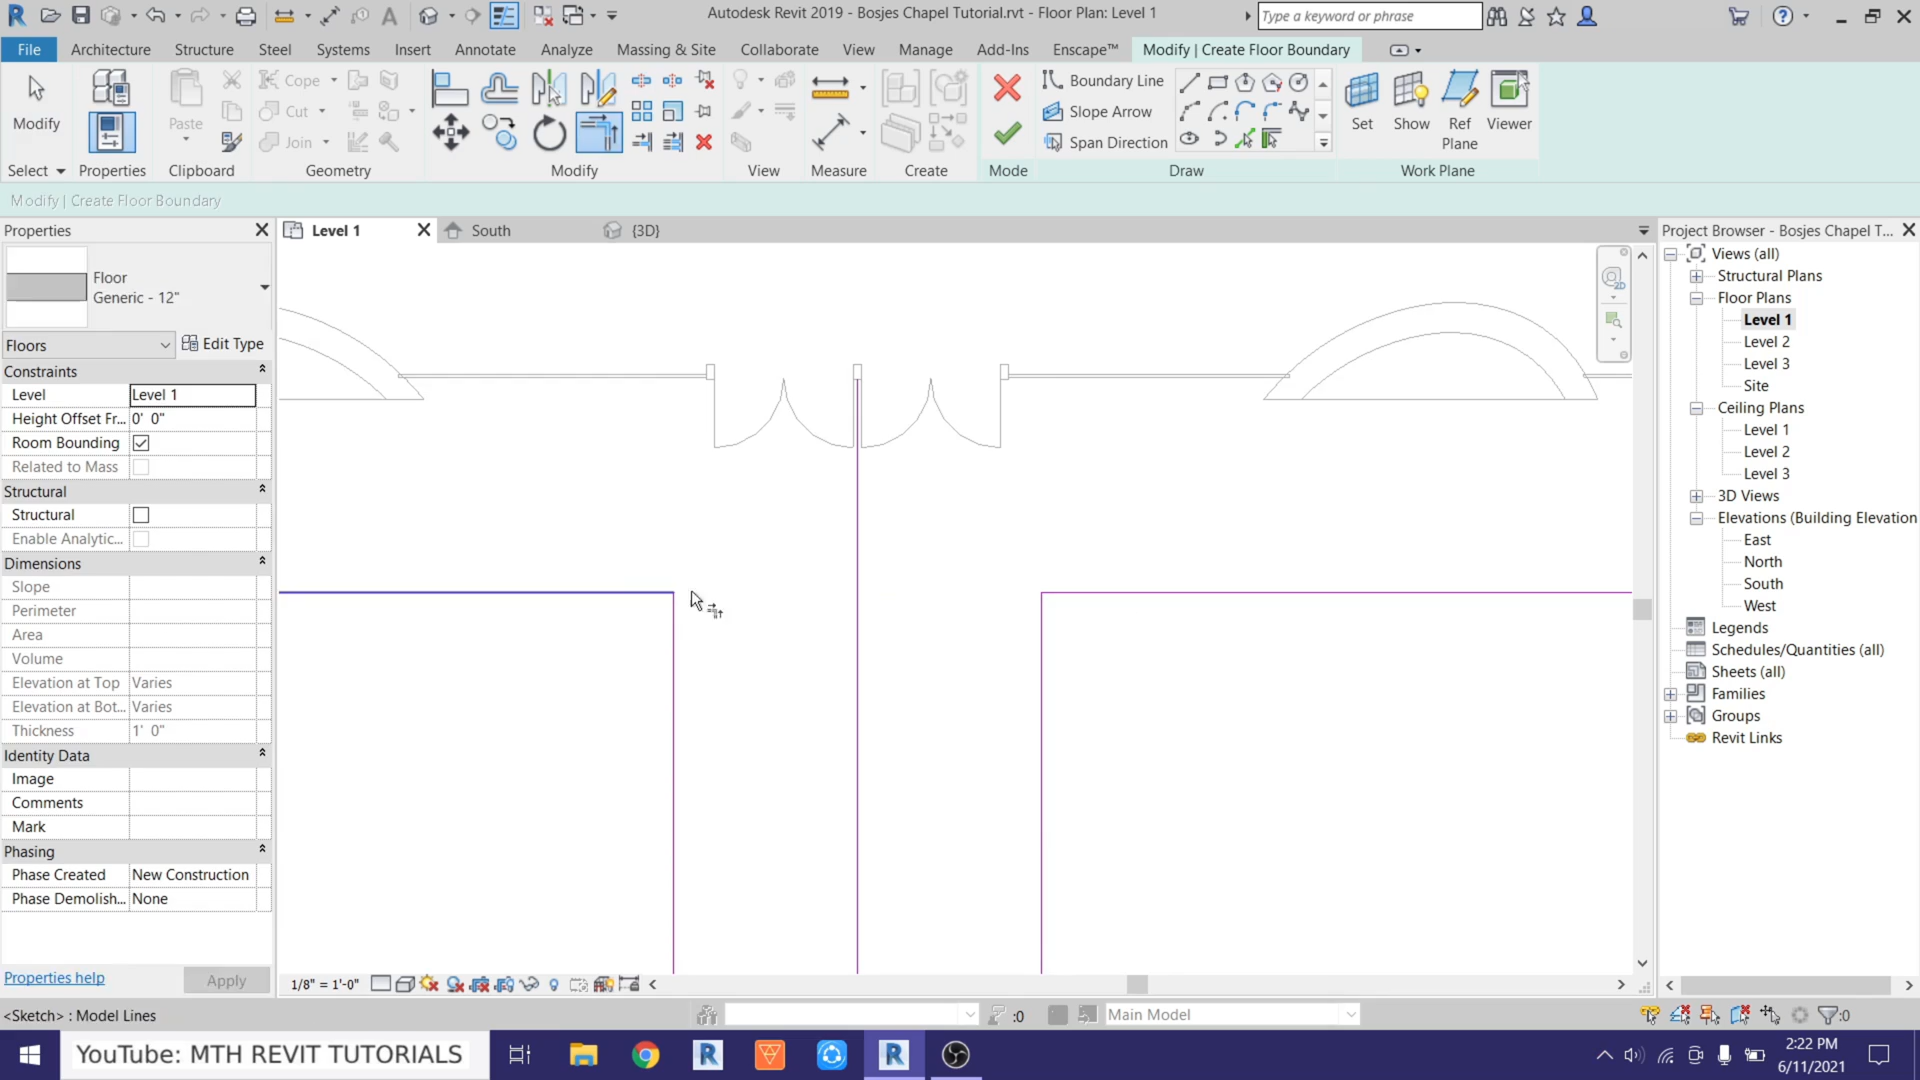 Autodesk Revit 2019 - Bosjes Chapel Tutorial.rvt - Floor Plan: Level 1
Type a keyword or phrase
File
Architecture
Structure
Steel
Systems
Insert
Annotate
Analyze
Massing & Site
Collaborate
View
Manage
Add-Ins
Enscape™
Modify | Create Floor Boundary
Modify
Paste
Cope
Cut
Join
Boundary Line
Slope Arrow
Span Direction
Set
Show
Ref
Plane
Viewer
Select
Properties
Clipboard
Geometry
Modify
View
Measure
Create
Mode
Draw
Work Plane
Modify | Create Floor Boundary
Properties
Level 1
South
{3D}
Project Browser - Bosjes Chapel T...
Floor
Generic - 12"
Floors
Edit Type
Constraints
Level
Level 1
Height Offset Fr...
0' 0"
Room Bounding
Related to Mass
Structural
Structural
Enable Analytic...
Dimensions
Slope
Perimeter
Area
Volume
Elevation at Top
Varies
Elevation at Bot...
Varies
Thickness
1' 0"
Identity Data
Image
Comments
Mark
Phasing
Phase Created
New Construction
Phase Demolish...
None
Properties help
Apply
2D
Views (all)
Structural Plans
Floor Plans
Level 1
Level 2
Level 3
Site
Ceiling Plans
Level 1
Level 2
Level 3
3D Views
Elevations (Building Elevation
East
North
South
West
Legends
Schedules/Quantities (all)
Sheets (all)
Families
Groups
Revit Links
1/8" = 1'-0"
<Sketch> : Model Lines
:0
Main Model
:0
YouTube: MTH REVIT TUTORIALS
2:22 PM
6/11/2021